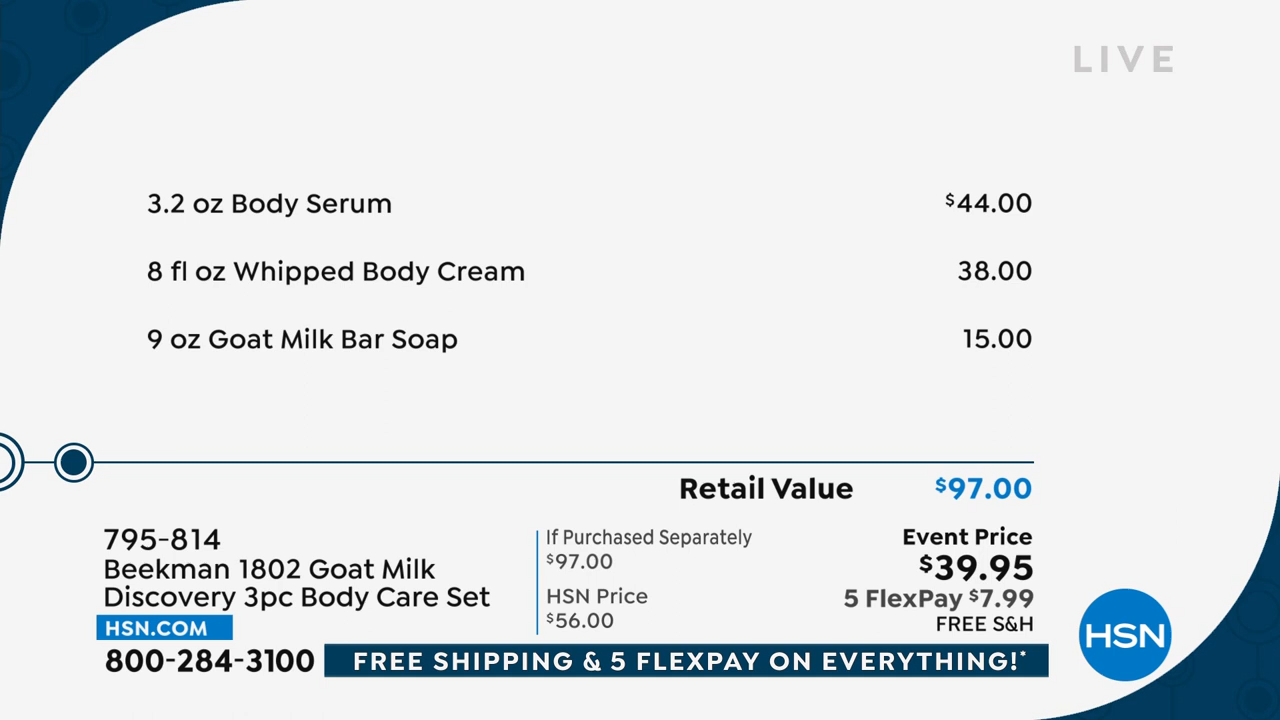 LIVE
3.2 oz Body Serum $44.00
8 fl oz Whipped Body Cream 38.00
9 oz Goat Milk Bar Soap 15.00
Retail Value $97.00
795-814
Beekman 1802 Goat Milk
Discovery 3pc Body Care Set
HSN.COM
800-284-3100
If Purchased Separately
$97.00
HSN Price
$56.00
Event Price
$39.95
5 FlexPay $7.99
FREE S&H
FREE SHIPPING & 5 FLEXPAY ON EVERYTHING!*
HSN